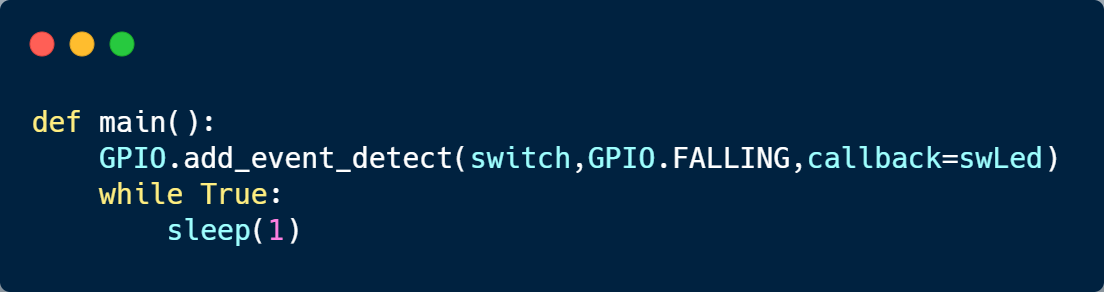 def main():
    GPIO.add_event_detect(switch,GPIO.FALLING,callback=swLed)
    while True:
        sleep(1)